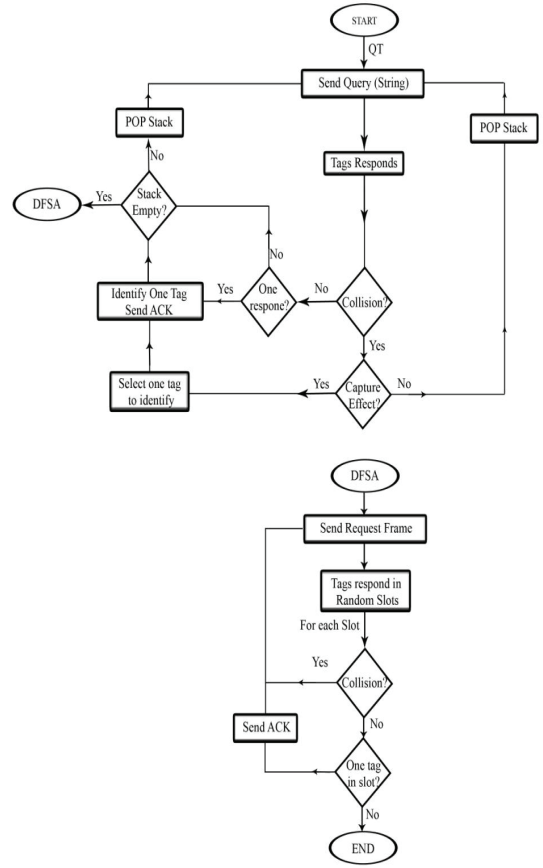 START
QT
Send Query (String)
POP Stack
POP Stack
Tags Responds
No
Stack
Empty?
Yes
DFSA
No
Identify One Tag
Send ACK
Yes
One
respone?
No
Collision?
Yes
Select one tag
to identify
Yes
Capture
Effect?
No
DFSA
Send Request Frame
Tags respond in
Random Slots
For each Slot
Yes
Collision?
Send ACK
No
One tag
in slot?
No
END